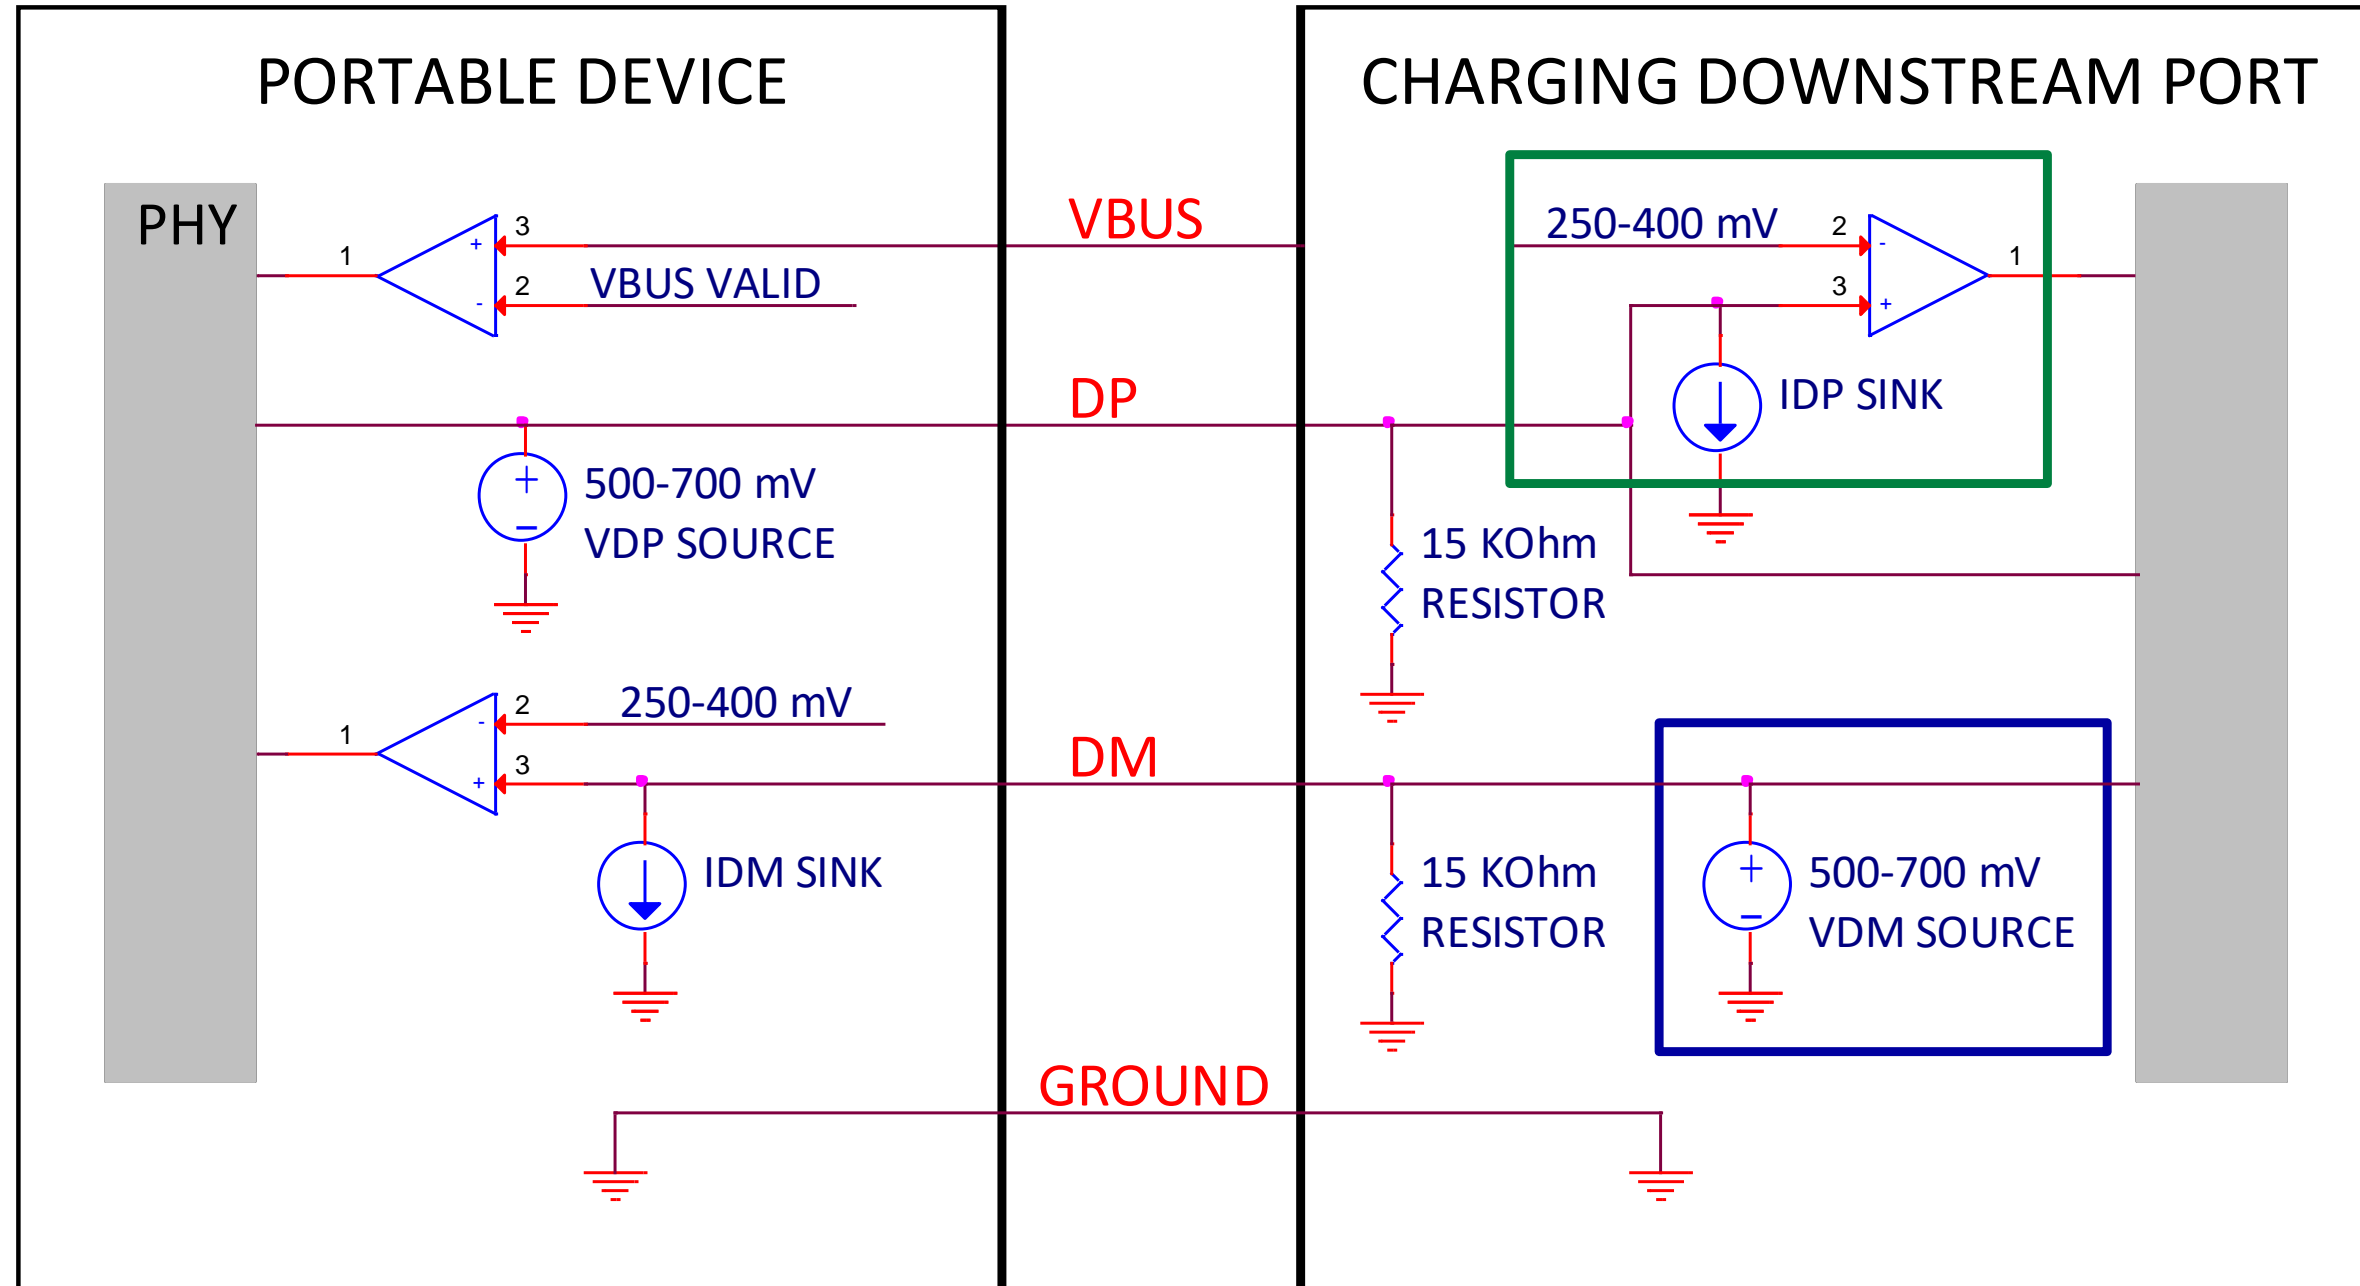 PORTABLE DEVICE
CHARGING DOWNSTREAM PORT
PHY
1
3
+
2
-
VBUS VALID
VBUS
250-400 mV
2
-
3
+
1
IDP SINK
DP
+
500-700 mV
VDP SOURCE
15 KOhm
RESISTOR
250-400 mV
1
2
-
3
+
DM
IDM SINK
15 KOhm
RESISTOR
+
500-700 mV
VDM SOURCE
GROUND